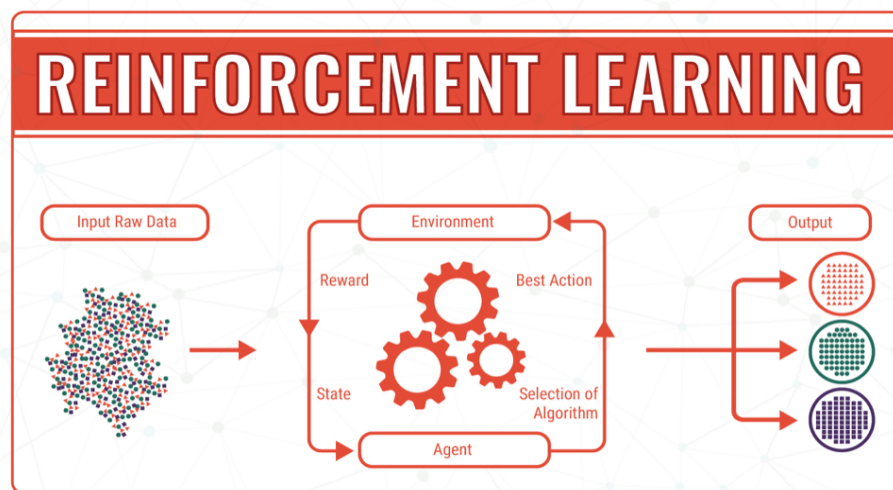 REINFORCEMENT LEARNING
Input Raw Data
Environment
Output
Reward
Best Action
State
Selection of
Algorithm
Agent